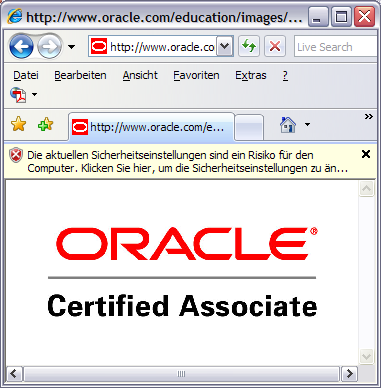 http://www.oracle.com/education/images/...
http://www.oracle.co
Live Search
Datei Bearbeiten Ansicht Favoriten Extras ?
http://www.oracle.com/e...
»
Die aktuellen Sicherheitseinstellungen sind ein Risiko für den
Computer. Klicken Sie hier, um die Sicherheitseinstellungen zu än...
ORACLE®
Certified Associate